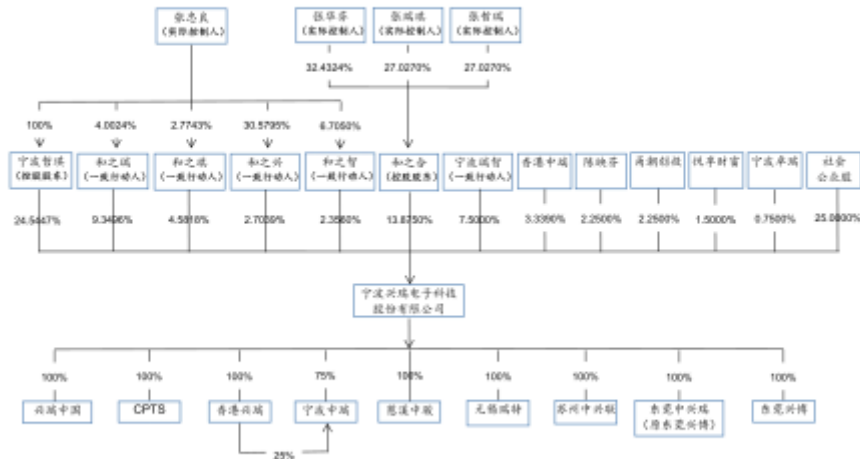 张忠良
(实际控制人)
张华芬
(实际控制人)
张瑞琪
(实际控制人)
张哲瑞
(实际控制人)
32.4324%
27.0270%
27.0270%
100%
4.0024%
2.7743%
30.5795%
6.7050%
宁波哲琪
(控股股东)
和之瑞
(一致行动人)
和之琪
(一致行动人)
和之兴
(一致行动人)
和之智
(一致行动人)
和之合
(控股股东)
宁波瑞智
(一致行动人)
香港中瑞
陈映芬
甬潮创投
悦享财富
宁波卓瑞
社会
公众股
24.5447%
9.3496%
4.5818%
2.7039%
2.3560%
13.8750%
7.5000%
3.3390%
2.2500%
2.2500%
1.5000%
0.7500%
25.0000%
宁波兴瑞电子科技
股份有限公司
100%
100%
100%
75%
100%
100%
100%
100%
100%
兴瑞中国
CPTS
香港兴瑞
宁波中瑞
慈溪中骏
无锡瑞特
苏州中兴联
东莞中兴瑞
(原东莞兴博)
东莞兴博
25%